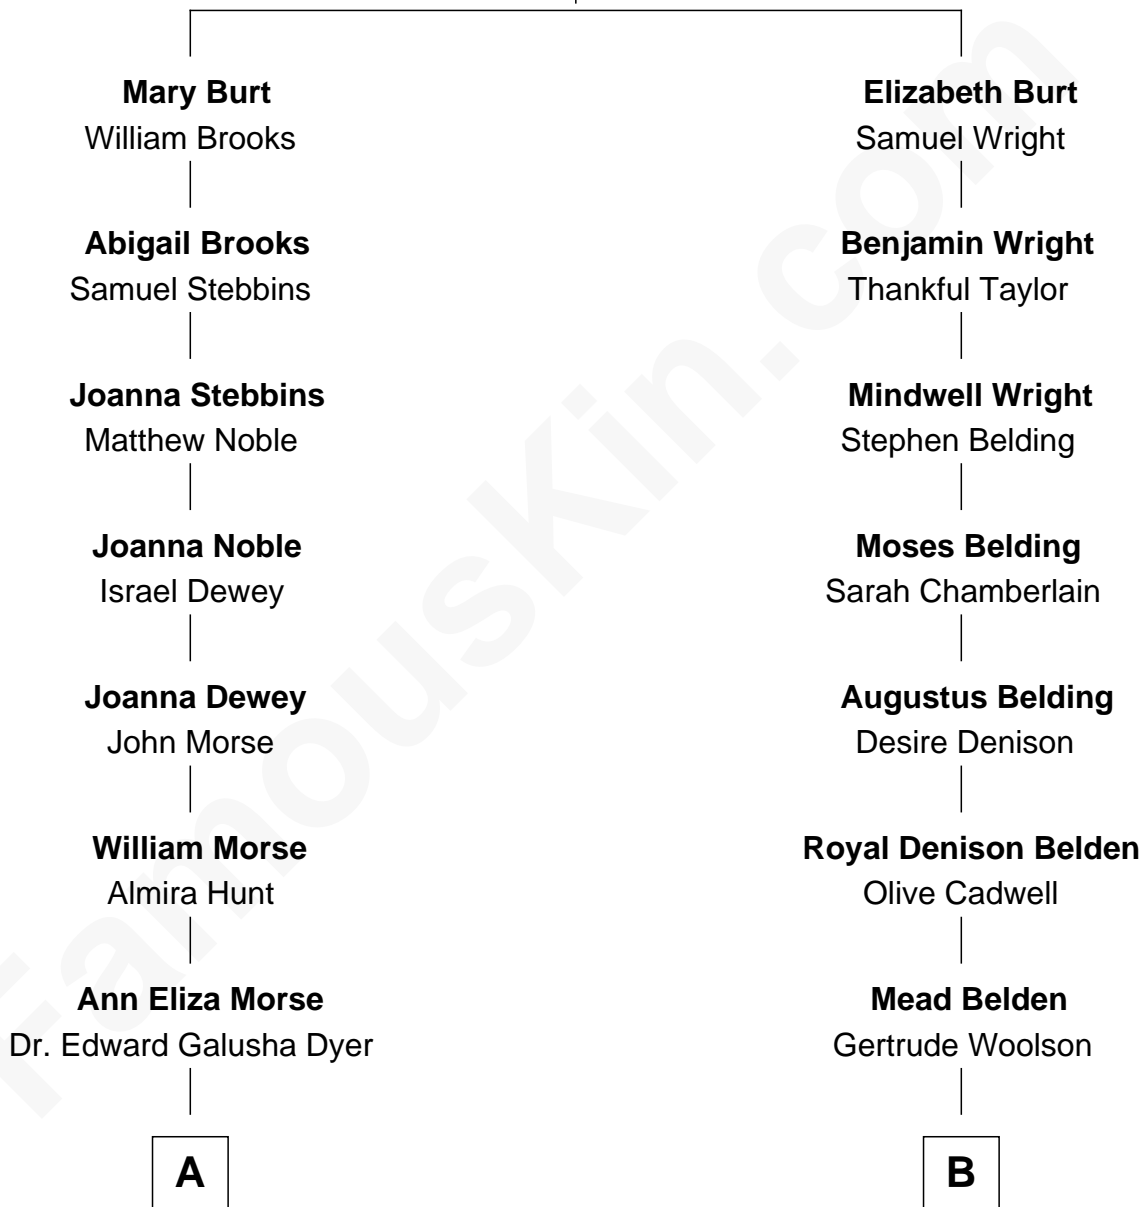 Mary Burt
William Brooks
Abigail Brooks
Samuel Stebbins
Joanna Stebbins
Matthew Noble
Joanna Noble
Israel Dewey
Joanna Dewey
John Morse
William Morse
Almira Hunt
Ann Eliza Morse
Dr. Edward Galusha Dyer
A
Elizabeth Burt
Samuel Wright
Benjamin Wright
Thankful Taylor
Mindwell Wright
Stephen Belding
Moses Belding
Sarah Chamberlain
Augustus Belding
Desire Denison
Royal Denison Belden
Olive Cadwell
Mead Belden
Gertrude Woolson
B
FamousKin.com